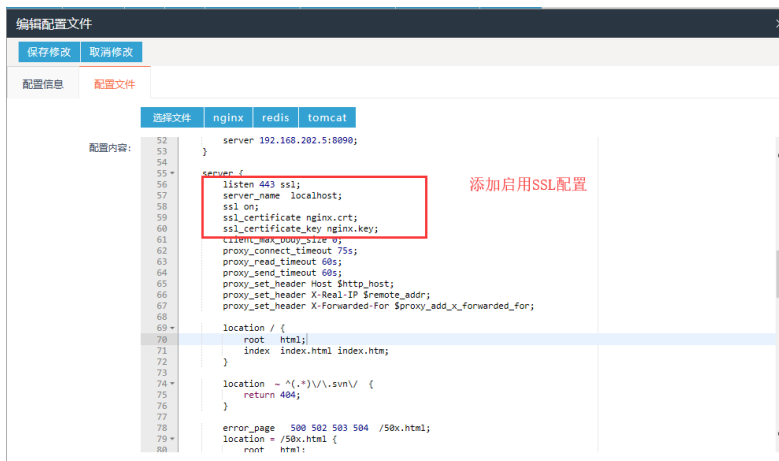 编辑配置文件
保存修改 取消修改
配置信息 配置文件
选择文件 nginx redis tomcat
配置内容:
52 server 192.168.202.5:8090;
53 }
54
55 server {
56 listen 443 ssl;
57 server_name localhost;
58 ssl on;
59 ssl_certificate nginx.crt;
60 ssl_certificate_key nginx.key;
61 client_max_body_size 0;
62 proxy_connect_timeout 75s;
63 proxy_read_timeout 60s;
64 proxy_send_timeout 60s;
65 proxy_set_header Host $http_host;
66 proxy_set_header X-Real-IP $remote_addr;
67 proxy_set_header X-Forwarded-For $proxy_add_x_forwarded_for;
68
69 location / {
70 root html;
71 index index.html index.htm;
72 }
73
74 location ~ ^(.*)\/\.svn\/ {
75 return 404;
76 }
77
78 error_page 500 502 503 504 /50x.html;
79 location = /50x.html {
80 root html;
添加启用SSL配置